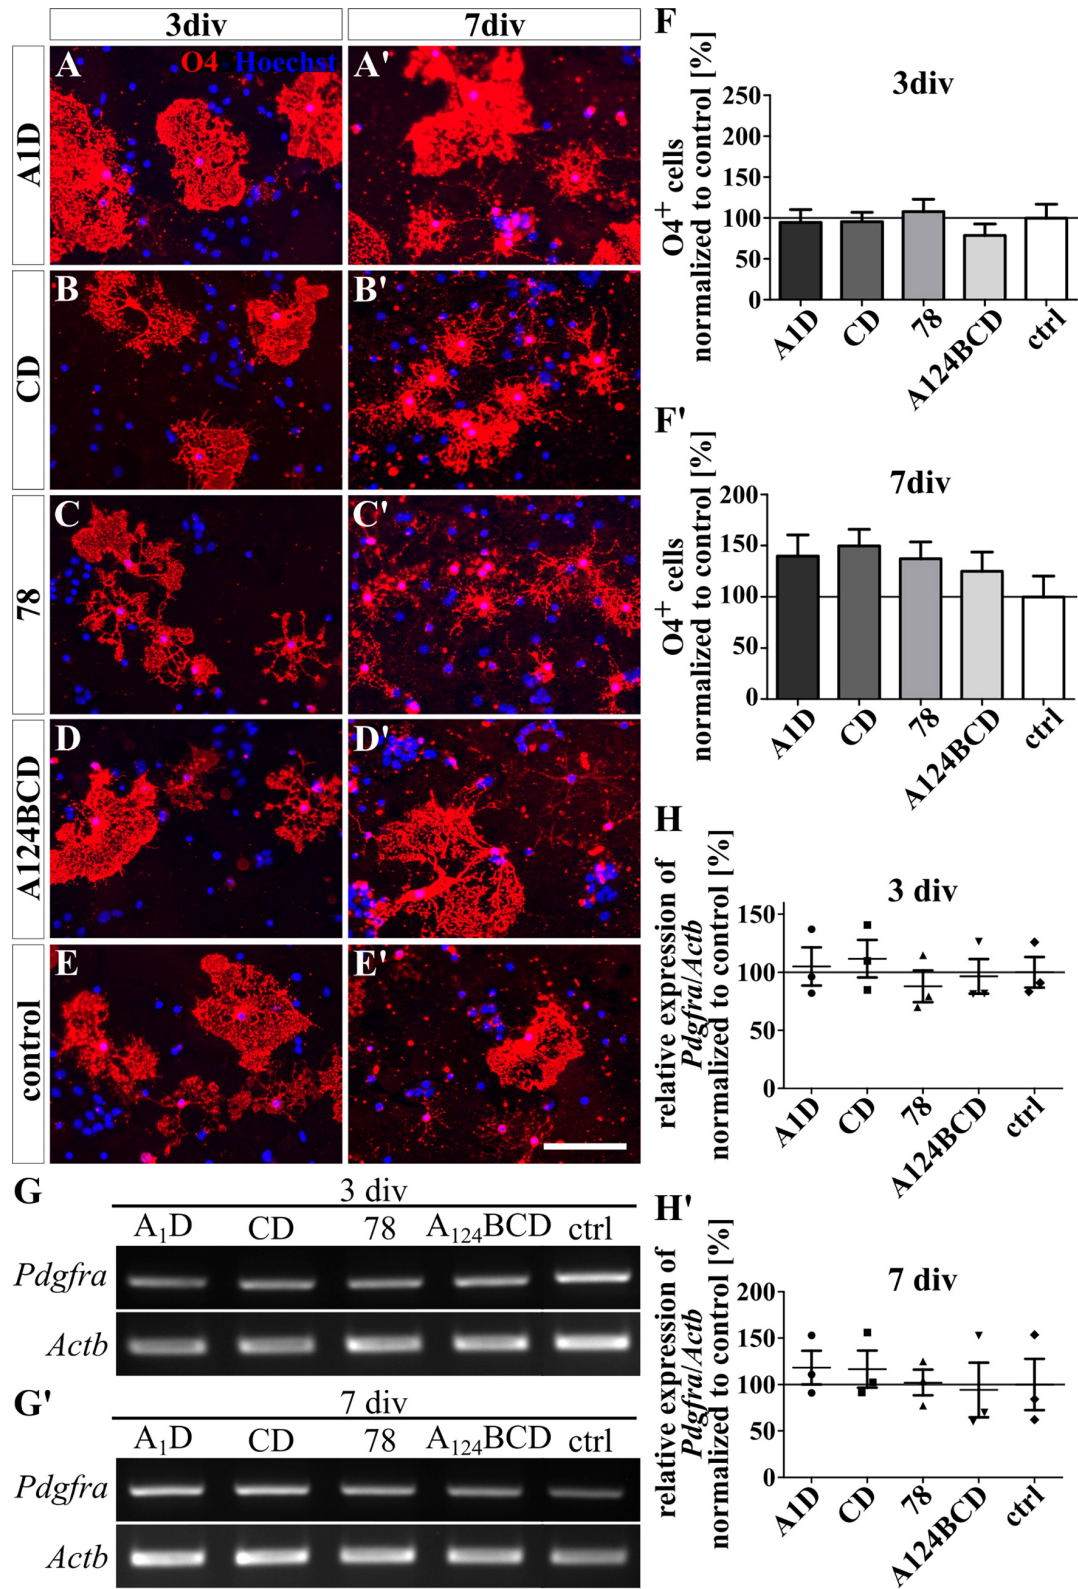 3div
7div
A1D
A
O4 Hoechst
A'
CD
B
B'
78
C
C'
A124BCD
D
D'
control
E
E'
F
3div
O4+ cells
normalized to control [%]
250
200
150
100
50
0
A1D
CD
78
A124BCD
ctrl
F'
7div
O4+ cells
normalized to control [%]
200
150
100
50
0
A1D
CD
78
A124BCD
ctrl
G
3 div
A1D CD 78 A124BCD ctrl
Pdgfra
Actb
G'
7 div
A1D CD 78 A124BCD ctrl
Pdgfra
Actb
H
3 div
relative expression of
Pdgfra/Actb
normalized to control [%]
150
100
50
0
A1D
CD
78
A124BCD
ctrl
H'
7 div
relative expression of
Pdgfra/Actb
normalized to control [%]
200
150
100
50
0
A1D
CD
78
A124BCD
ctrl